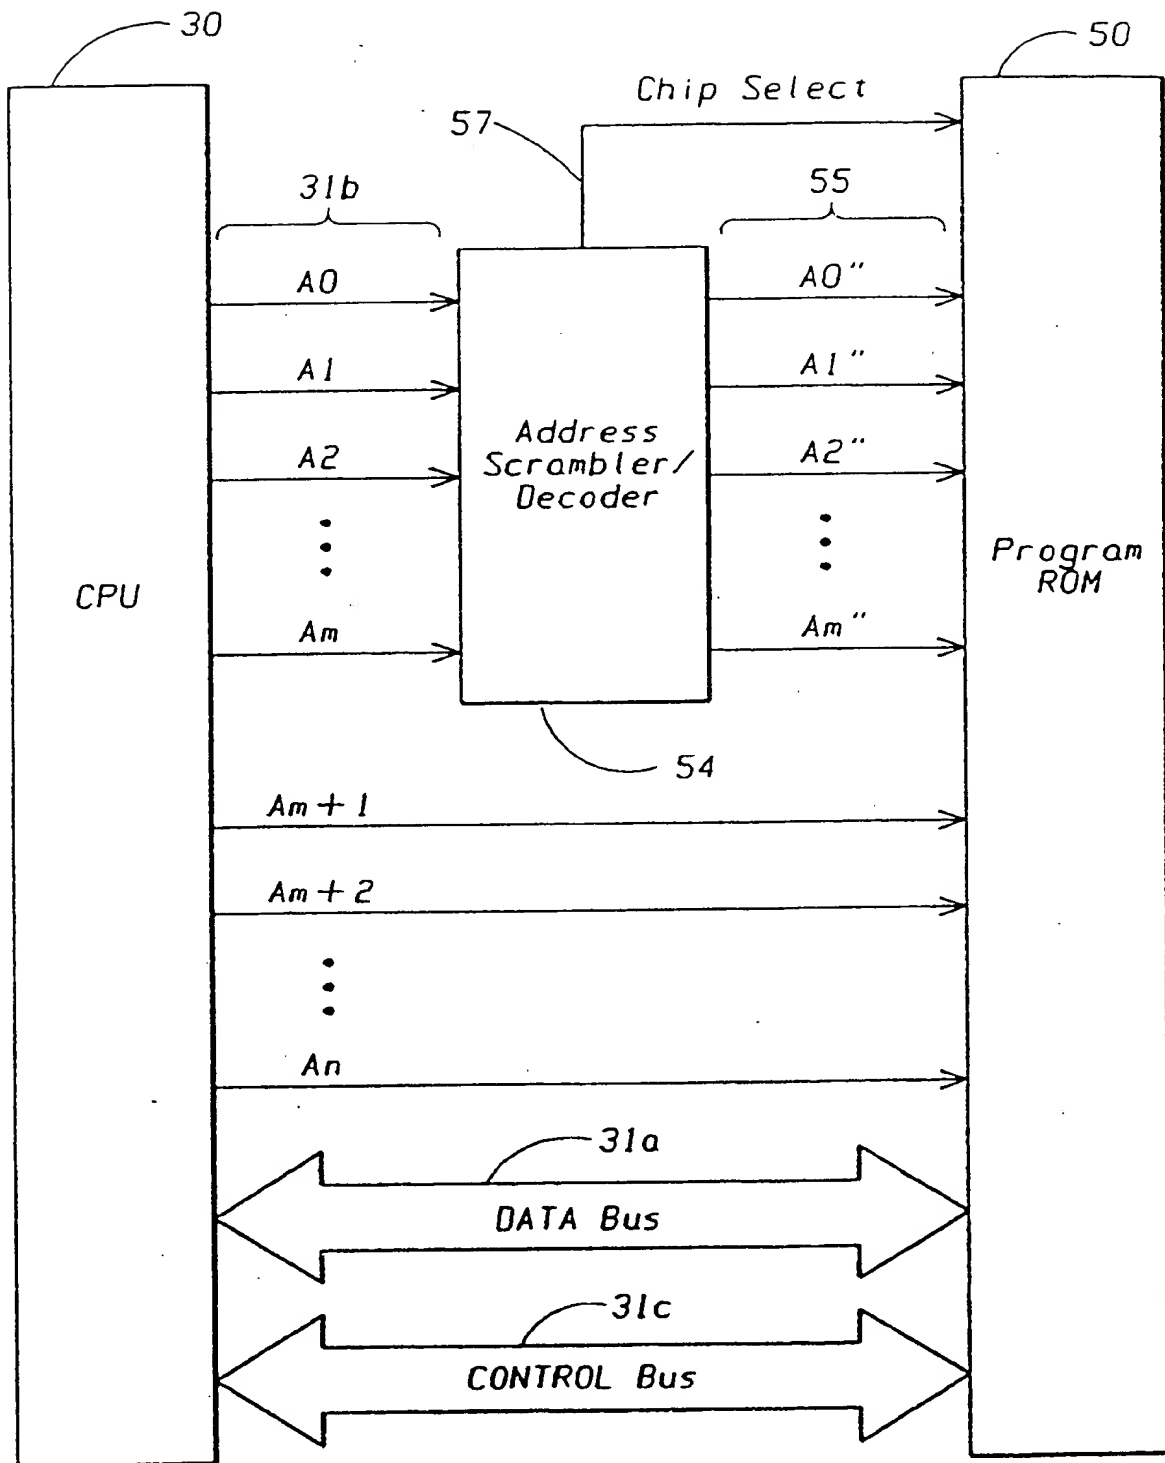 30
50
Chip Select
57
31b
55
A0
A0"
A1
A1"
Address
Scrambler/
Decoder
A2
A2"
CPU
Program
ROM
Am
Am"
54
Am+1
Am+2
An
31a
DATA Bus
31c
CONTROL Bus